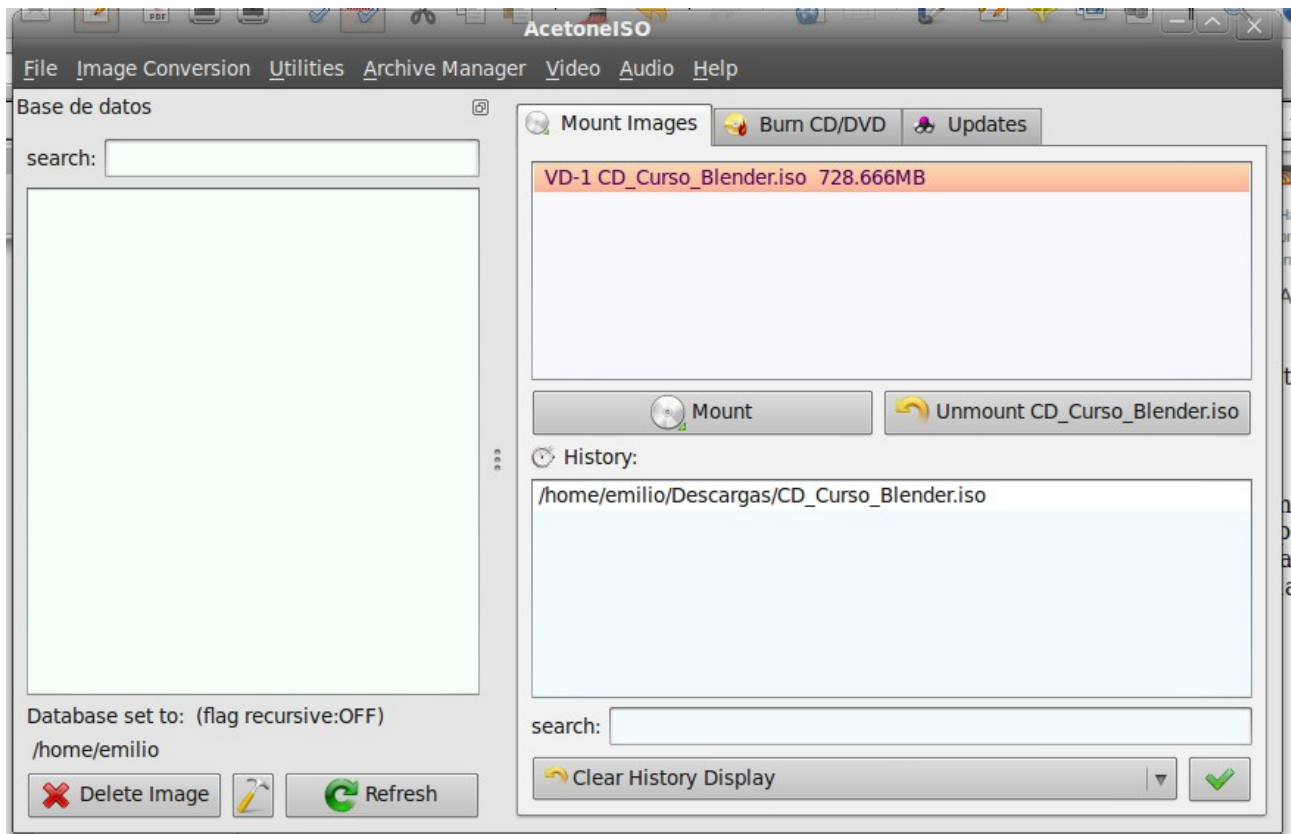 AcetoneISO
File Image Conversion Utilities Archive Manager Video Audio Help
Base de datos
search:
Database set to: (flag recursive:OFF)
/home/emilio
Delete Image
Refresh
Mount Images
Burn CD/DVD
Updates
VD-1 CD_Curso_Blender.iso 728.666MB
Mount
Unmount CD_Curso_Blender.iso
History:
/home/emilio/Descargas/CD_Curso_Blender.iso
search:
Clear History Display